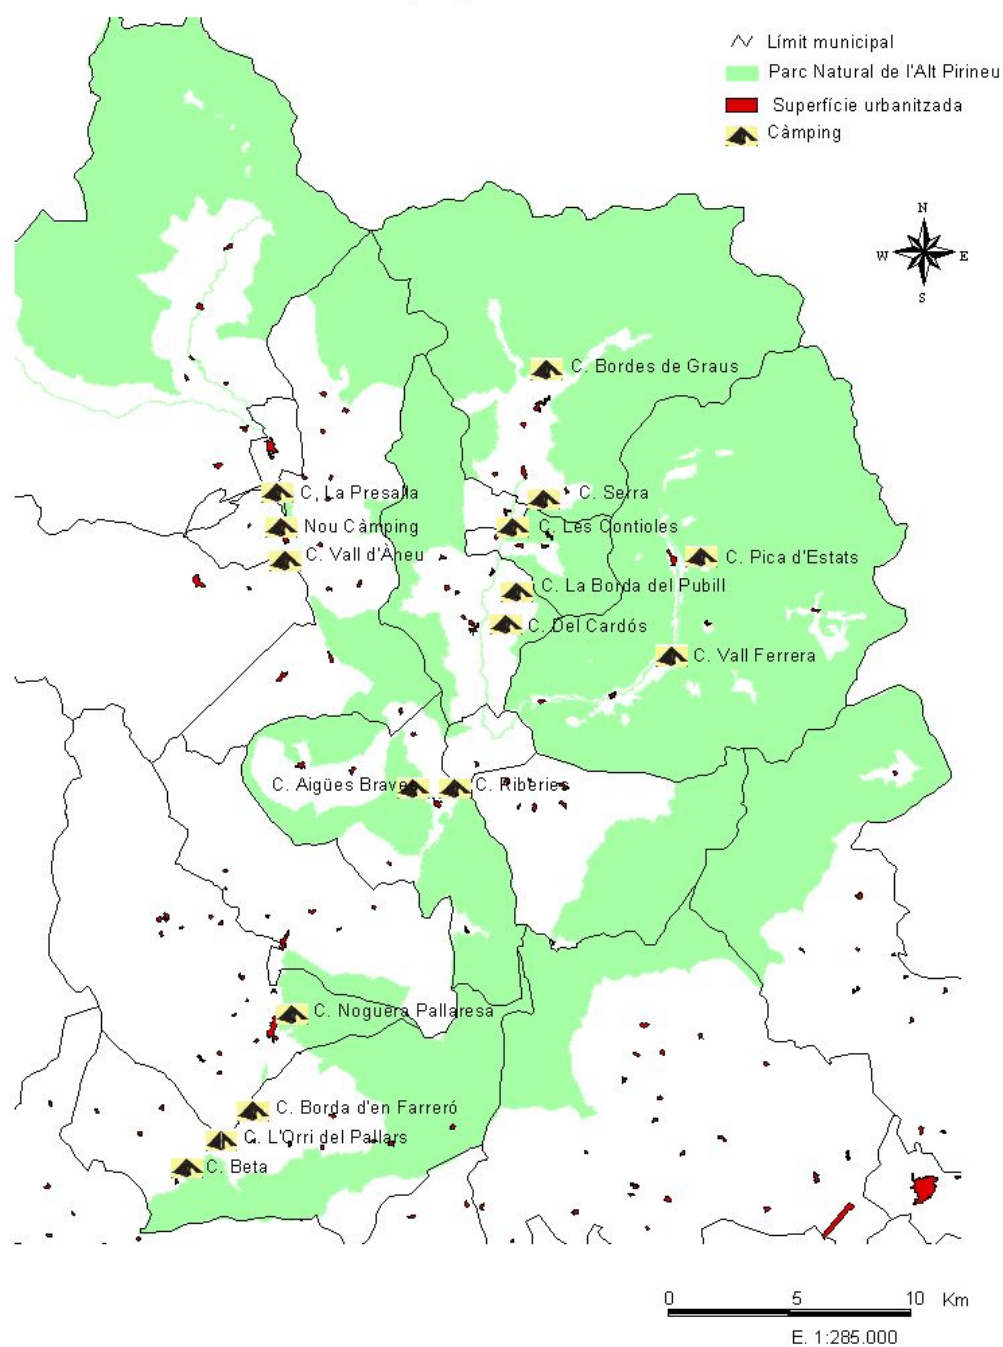 Límit municipal
Parc Natural de l'Alt Pirineu
Superfície urbanitzada
Càmping
N
W E
S
C. Bordes de Graus
C, La Presalla
C. Serra
Nou Càmping
C. Les Contioles
C. Vall d'Àneu
C. Pica d'Estats
C. La Borda del Pubill
C. Del Cardós
C. Vall Ferrera
C. Aigües Braves
C. Riberies
C. Noguera Pallaresa
C. Borda d'en Farreró
C. L'Orri del Pallars
C. Beta
0 5 10 Km
E. 1:285.000